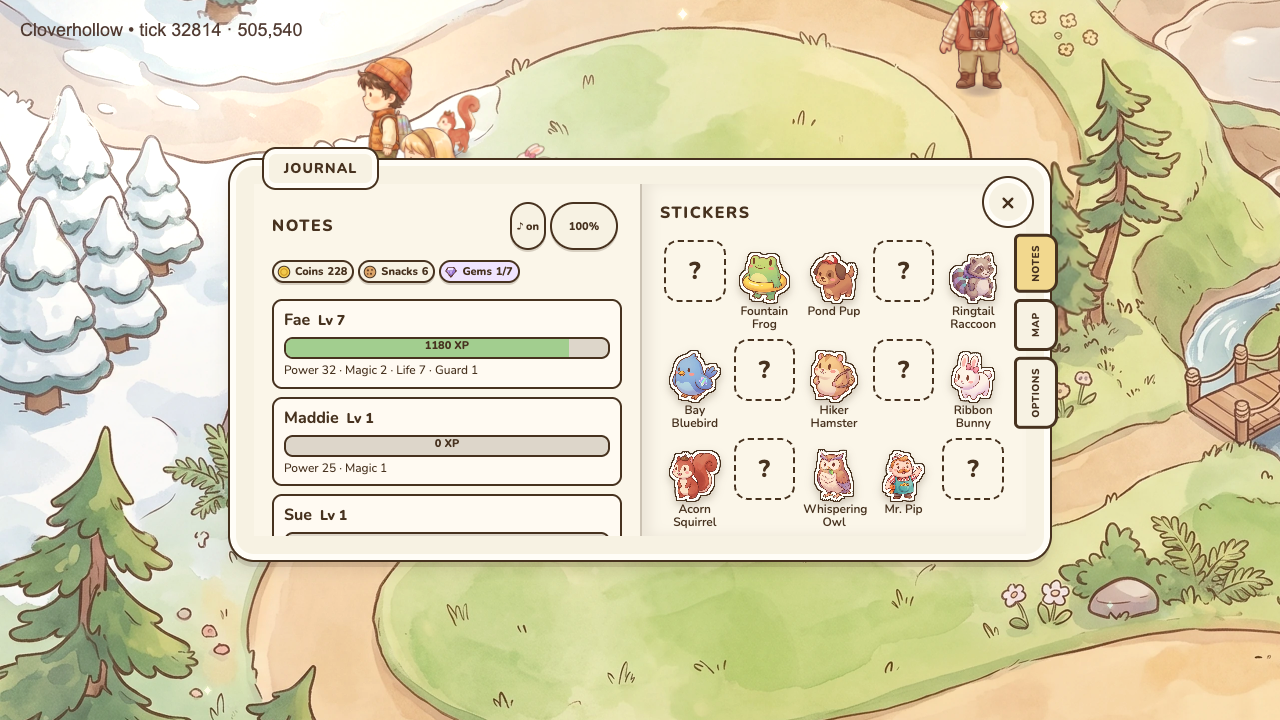 Cloverhollow • tick 32814 · 505,540
JOURNAL
NOTES
♪ on
100%
Coins 228
Snacks 6
Gems 1/7
Fae Lv 7
1180 XP
Power 32 · Magic 2 · Life 7 · Guard 1
Maddie Lv 1
0 XP
Power 25 · Magic 1
Sue Lv 1
STICKERS
×
?
Fountain
Frog
Pond Pup
?
Ringtail
Raccoon
Bay
Bluebird
?
Hiker
Hamster
?
Ribbon
Bunny
Acorn
Squirrel
?
Whispering
Owl
Mr. Pip
?
NOTES
MAP
OPTIONS